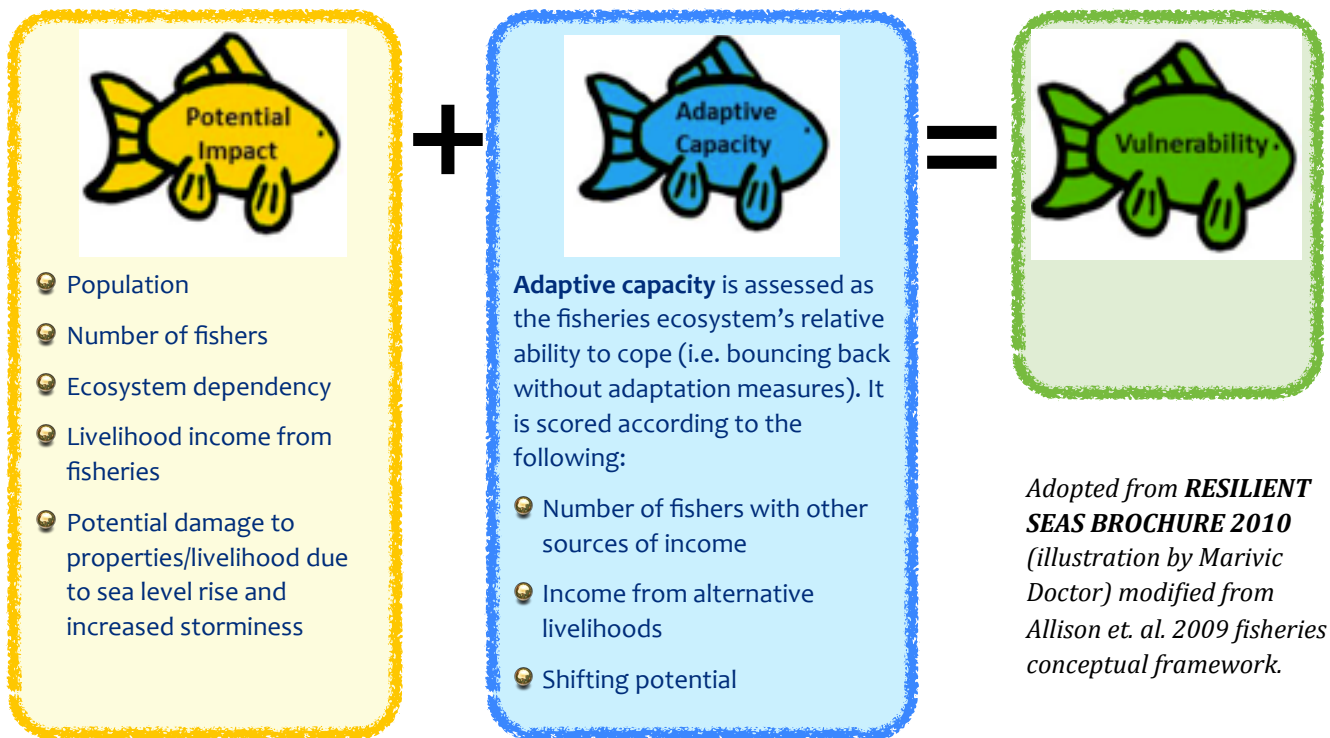 Potential
Impact
Population
Number of fishers
Ecosystem dependency
Livelihood income from
fisheries
Potential damage to
properties/livelihood due
to sea level rise and
increased storminess
+
Adaptive
Capacity
Adaptive capacity is assessed as
the fisheries ecosystem’s relative
ability to cope (i.e. bouncing back
without adaptation measures). It
is scored according to the
following:
Number of fishers with other
sources of income
Income from alternative
livelihoods
Shifting potential
=
Vulnerability
Adopted from RESILIENT
SEAS BROCHURE 2010
(illustration by Marivic
Doctor) modified from
Allison et. al. 2009 fisheries
conceptual framework.